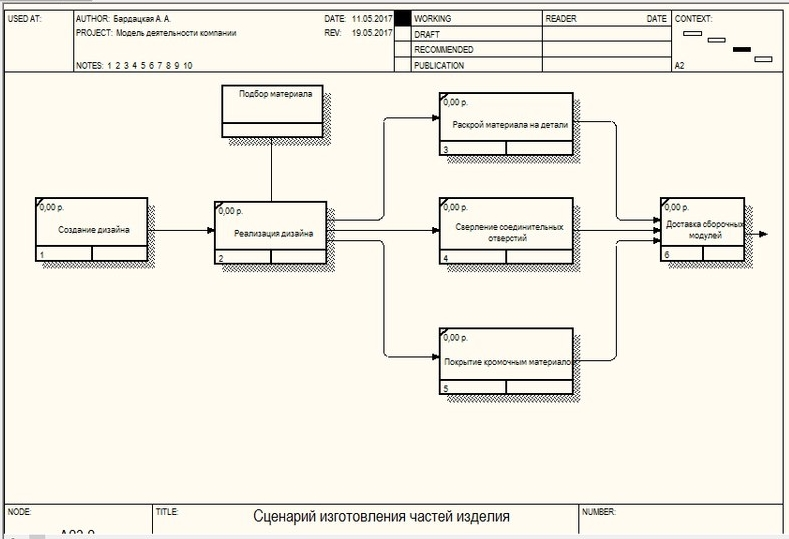 USED AT:
AUTHOR: Бардацкая А. А.
DATE: 11.05.2017
WORKING
READER
DATE
CONTEXT:
PROJECT: Модель деятельности компании
REV: 19.05.2017
DRAFT
RECOMMENDED
NOTES: 1 2 3 4 5 6 7 8 9 10
PUBLICATION
A2
Подбор материала
0,00 р.
Раскрой материала на детали
3
0,00 р.
Создание дизайна
1
0,00 р.
Реализация дизайна
2
0,00 р.
Сверление соединительных
отверстий
4
0,00 р.
Доставка сборочных
модулей
6
0,00 р.
Покрытие кромочным материало
5
NODE:
TITLE:
Сценарий изготовления частей изделия
NUMBER: